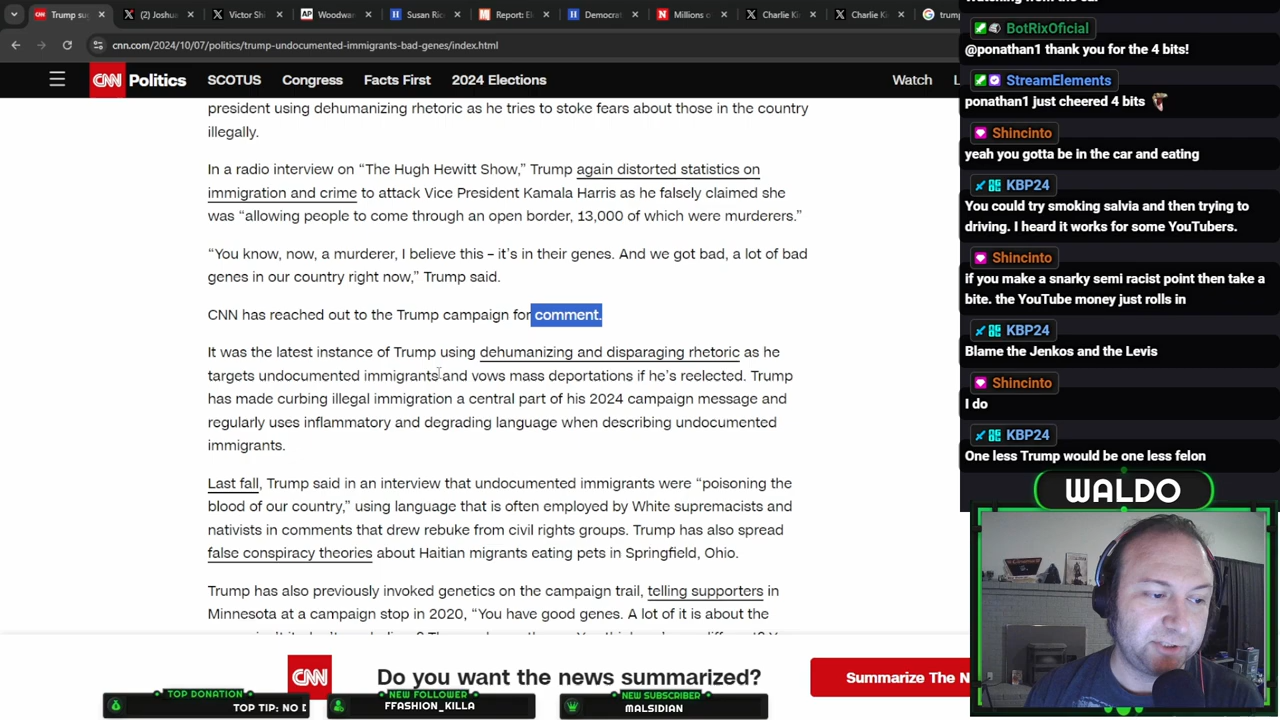 Trump su
(2) Joshua
Victor Shi
Woodwar
Susan Ric
Report: El
Democrat
Millions o
Charlie Ki
Charlie Kir
trum
cnn.com/2024/10/07/politics/trump-undocumented-immigrants-bad-genes/index.html
CNN Politics SCOTUS Congress Facts First 2024 Elections Watch L
president using dehumanizing rhetoric as he tries to stoke fears about those in the country
illegally.
In a radio interview on “The Hugh Hewitt Show,” Trump again distorted statistics on
immigration and crime to attack Vice President Kamala Harris as he falsely claimed she
was “allowing people to come through an open border, 13,000 of which were murderers.”
“You know, now, a murderer, I believe this – it’s in their genes. And we got bad, a lot of bad
genes in our country right now,” Trump said.
CNN has reached out to the Trump campaign for comment.
It was the latest instance of Trump using dehumanizing and disparaging rhetoric as he
targets undocumented immigrants and vows mass deportations if he’s reelected. Trump
has made curbing illegal immigration a central part of his 2024 campaign message and
regularly uses inflammatory and degrading language when describing undocumented
immigrants.
Last fall, Trump said in an interview that undocumented immigrants were “poisoning the
blood of our country,” using language that is often employed by White supremacists and
nativists in comments that drew rebuke from civil rights groups. Trump has also spread
false conspiracy theories about Haitian migrants eating pets in Springfield, Ohio.
Trump has also previously invoked genetics on the campaign trail, telling supporters in
Minnesota at a campaign stop in 2020, “You have good genes. A lot of it is about the
CNN
Do you want the news summarized?
Summarize The N
TOP DONATION
TOP TIP: NO D
NEW FOLLOWER
FFASHION_KILLA
NEW SUBSCRIBER
MALSIDIAN
BotRixOficial
@ponathan1 thank you for the 4 bits!
StreamElements
ponathan1 just cheered 4 bits
Shincinto
yeah you gotta be in the car and eating
KBP24
You could try smoking salvia and then trying to
driving. I heard it works for some YouTubers.
Shincinto
if you make a snarky semi racist point then take a
bite. the YouTube money just rolls in
KBP24
Blame the Jenkos and the Levis
Shincinto
I do
KBP24
One less Trump would be one less felon
WALDO